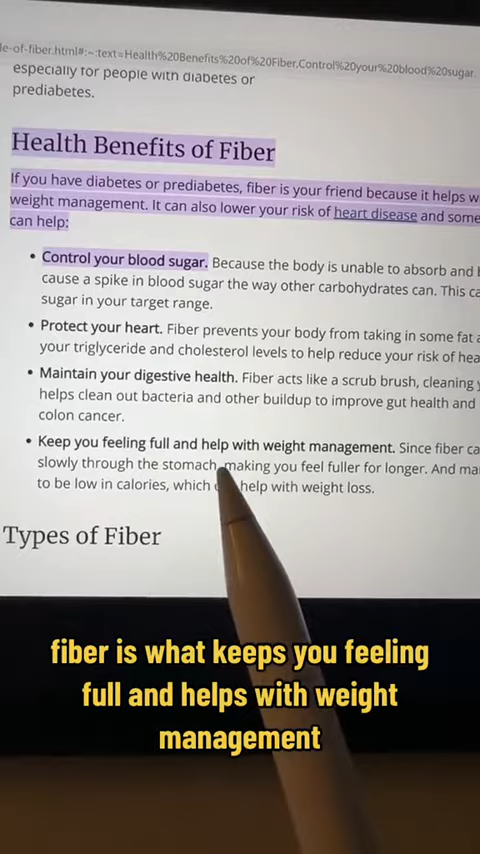 le-of-fiber.html#:~:text=Health%20Benefits%20of%20Fiber,Control%20your%20blood%20sugar.
especially for people with diabetes or
prediabetes.
Health Benefits of Fiber
If you have diabetes or prediabetes, fiber is your friend because it helps w
weight management. It can also lower your risk of heart disease and some
can help:
• Control your blood sugar. Because the body is unable to absorb and
cause a spike in blood sugar the way other carbohydrates can. This ca
sugar in your target range.
• Protect your heart. Fiber prevents your body from taking in some fat a
your triglyceride and cholesterol levels to help reduce your risk of hea
• Maintain your digestive health. Fiber acts like a scrub brush, cleaning
helps clean out bacteria and other buildup to improve gut health and
colon cancer.
• Keep you feeling full and help with weight management. Since fiber ca
slowly through the stomach, making you feel fuller for longer. And ma
to be low in calories, which help with weight loss.
Types of Fiber
fiber is what keeps you feeling
full and helps with weight
management